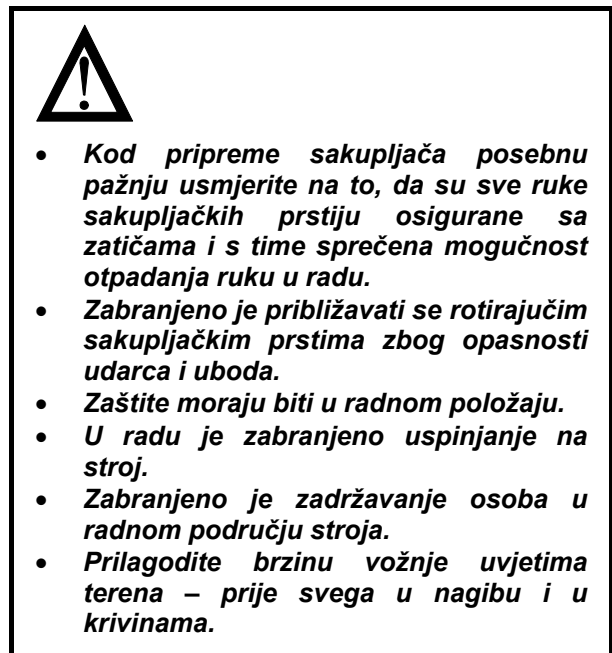 • Kod pripreme sakupljača posebnu
pažnju usmjerite na to, da su sve ruke
sakupljačkih prstiju osigurane sa
zatičama i s time sprečena mogučnost
otpadanja ruku u radu.
• Zabranjeno je približavati se rotirajučim
sakupljačkim prstima zbog opasnosti
udarca i uboda.
• Zaštite moraju biti u radnom položaju.
• U radu je zabranjeno uspinjanje na
stroj.
• Zabranjeno je zadržavanje osoba u
radnom području stroja.
• Prilagodite brzinu vožnje uvjetima
terena – prije svega u nagibu i u
krivinama.